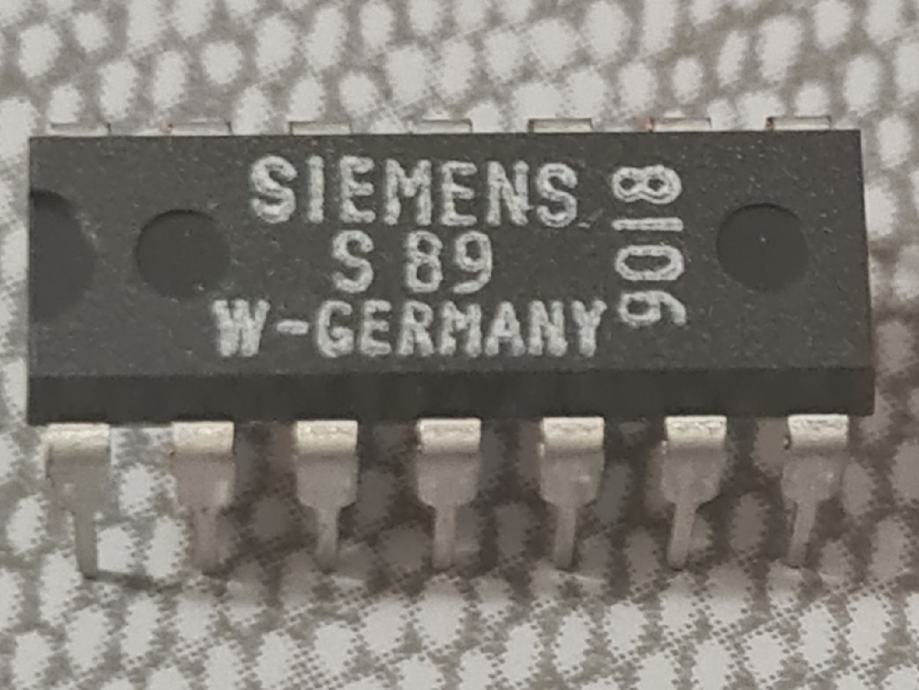 SIEMENS
S 89
W-GERMANY
8106